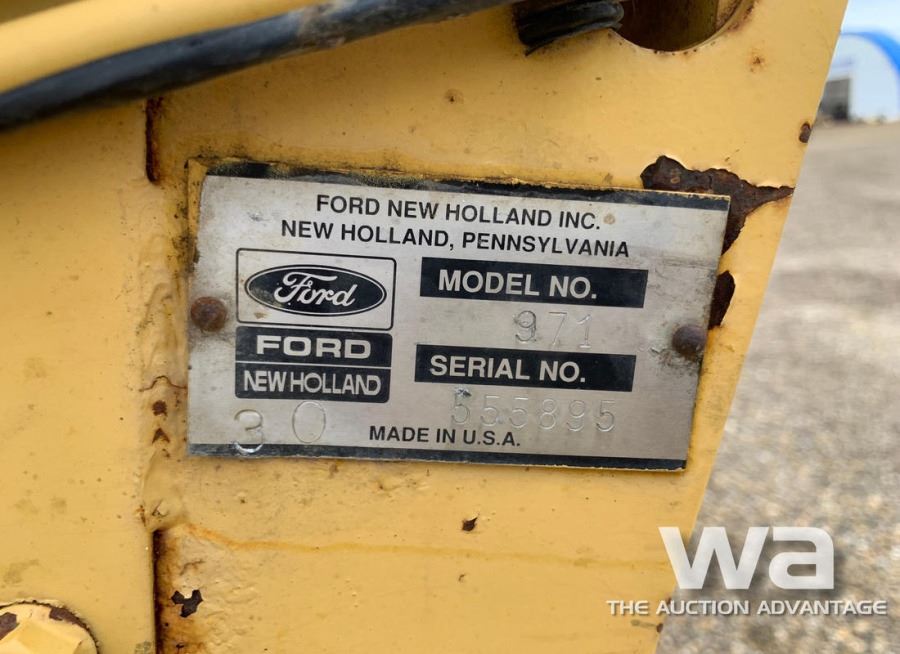 FORD NEW HOLLAND INC.
NEW HOLLAND, PENNSYLVANIA
Ford
FORD
NEW HOLLAND
MODEL NO.
971
SERIAL NO.
555895
30
MADE IN U.S.A.
wa
THE AUCTION ADVANTAGE